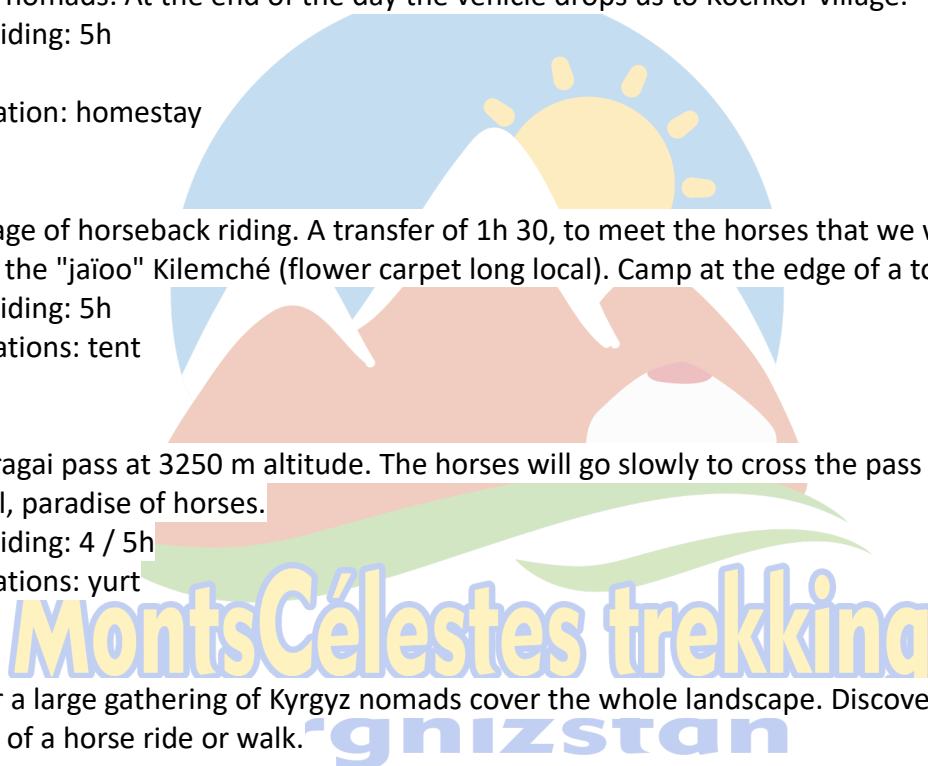 nomads. At the end of the day the vehicle drops us to Kochkor village.
iding: 5h
ation: homestay
age of horseback riding. A transfer of 1h 30, to meet the horses that we
the "jaïoo" Kilemché (flower carpet long local). Camp at the edge of a
iding: 5h
ations: tent
ragai pass at 3250 m altitude. The horses will go slowly to cross the pass
l, paradise of horses.
iding: 4 / 5h
ations: yurt
MontsCélestes trekking
r a large gathering of Kyrgyz nomads cover the whole landscape. Discove
of a horse ride or walk.
rgnizstan